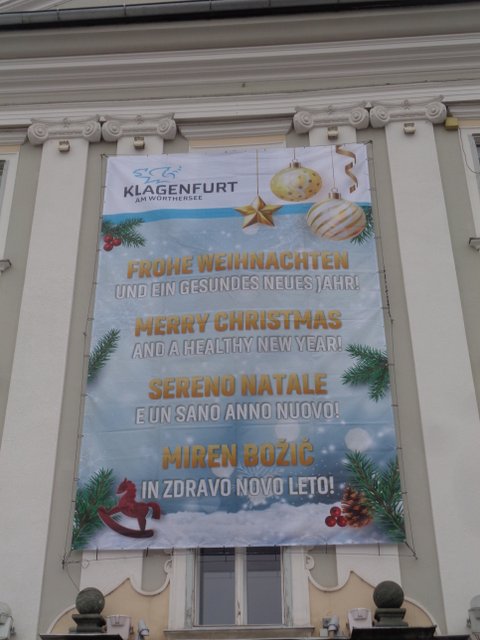 KLAGENFURT
AM WÖRTHERSEE
FROHE WEIHNACHTEN
UND EIN GESUNDES NEUES JAHR!
MERRY CHRISTMAS
AND A HEALTHY NEW YEAR!
SERENO NATALE
E UN SANO ANNO NUOVO!
MIREN BOŽIČ
IN ZDRAVO NOVO LETO!